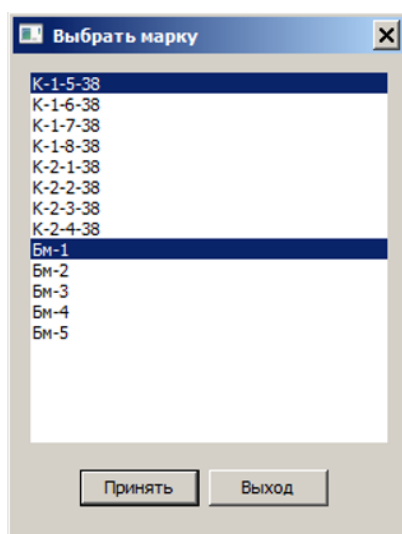 Выбрать марку
К-1-5-38
К-1-6-38
К-1-7-38
К-1-8-38
К-2-1-38
К-2-2-38
К-2-3-38
К-2-4-38
Бм-1
Бм-2
Бм-3
Бм-4
Бм-5
Принять Выход